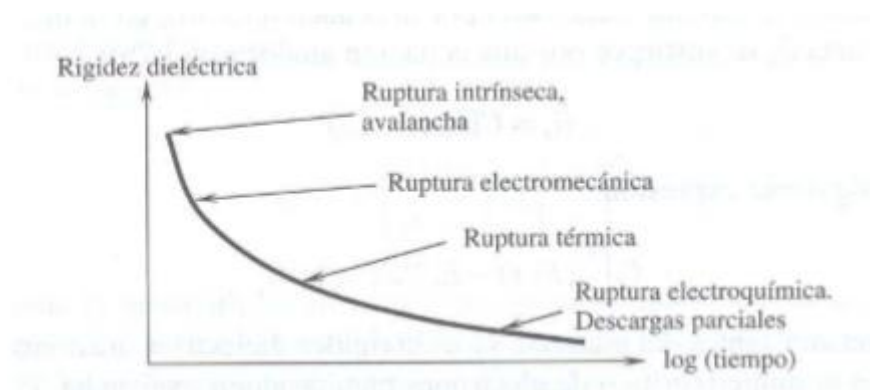 Rigidez dieléctrica
Ruptura intrínseca,
avalancha
Ruptura electromecánica
Ruptura térmica
Ruptura electroquímica.
Descargas parciales
log (tiempo)